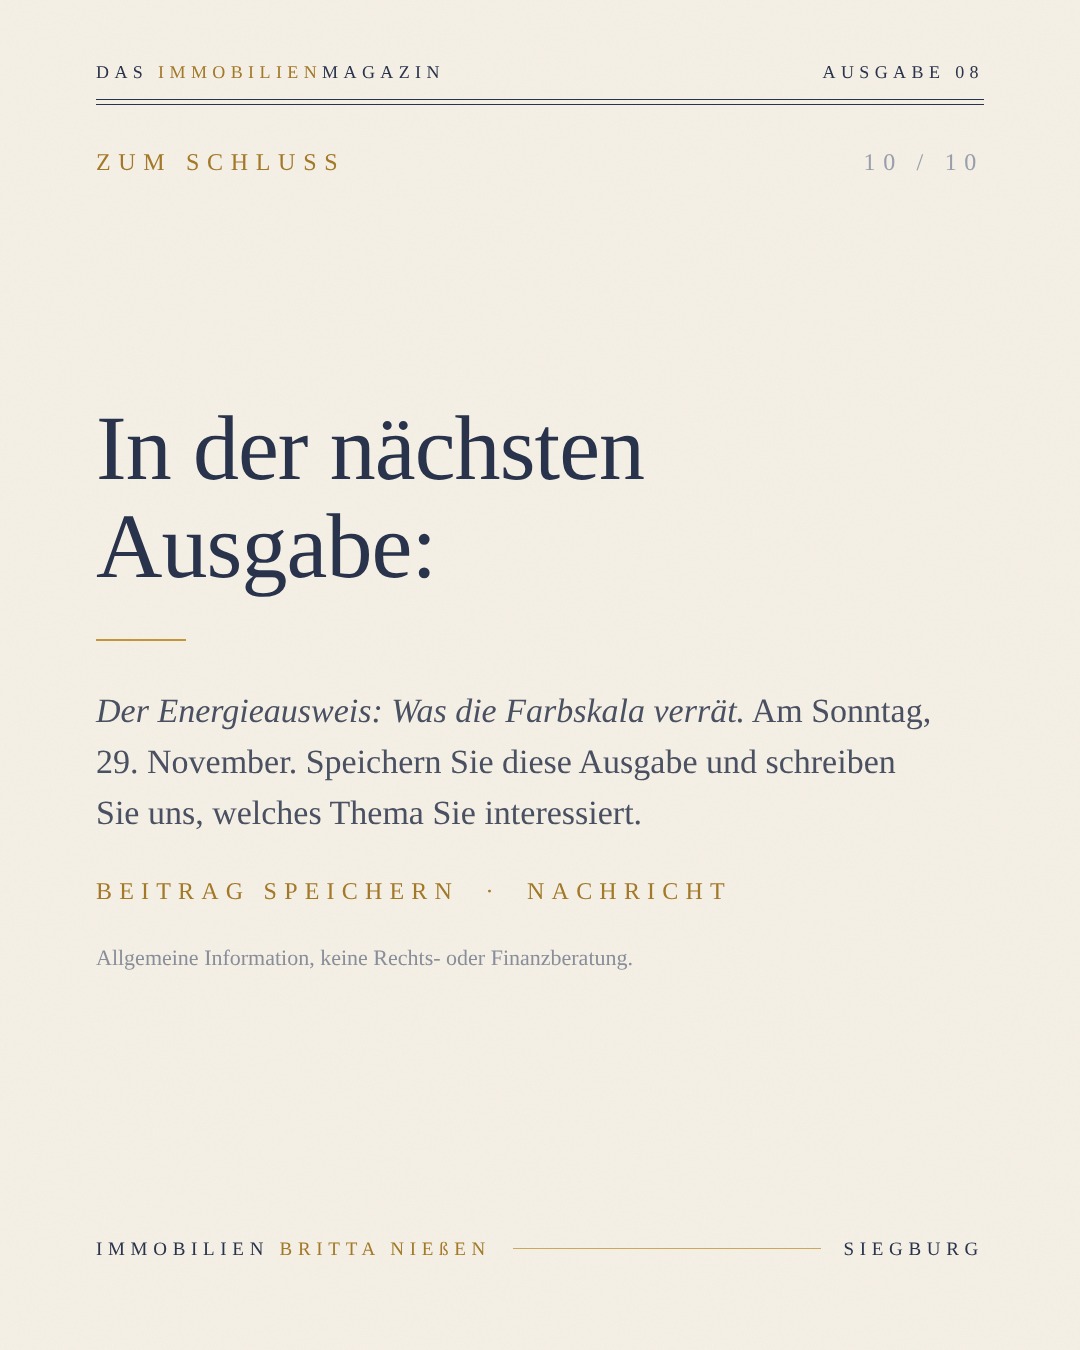 DAS IMMOBILIENMAGAZIN
AUSGABE 08
ZUM SCHLUSS
10 / 10
In der nächsten
Ausgabe:
Der Energieausweis: Was die Farbskala verrät. Am Sonntag,
29. November. Speichern Sie diese Ausgabe und schreiben
Sie uns, welches Thema Sie interessiert.
BEITRAG SPEICHERN · NACHRICHT
Allgemeine Information, keine Rechts- oder Finanzberatung.
IMMOBILIEN BRITTA NIEßEN
SIEGBURG